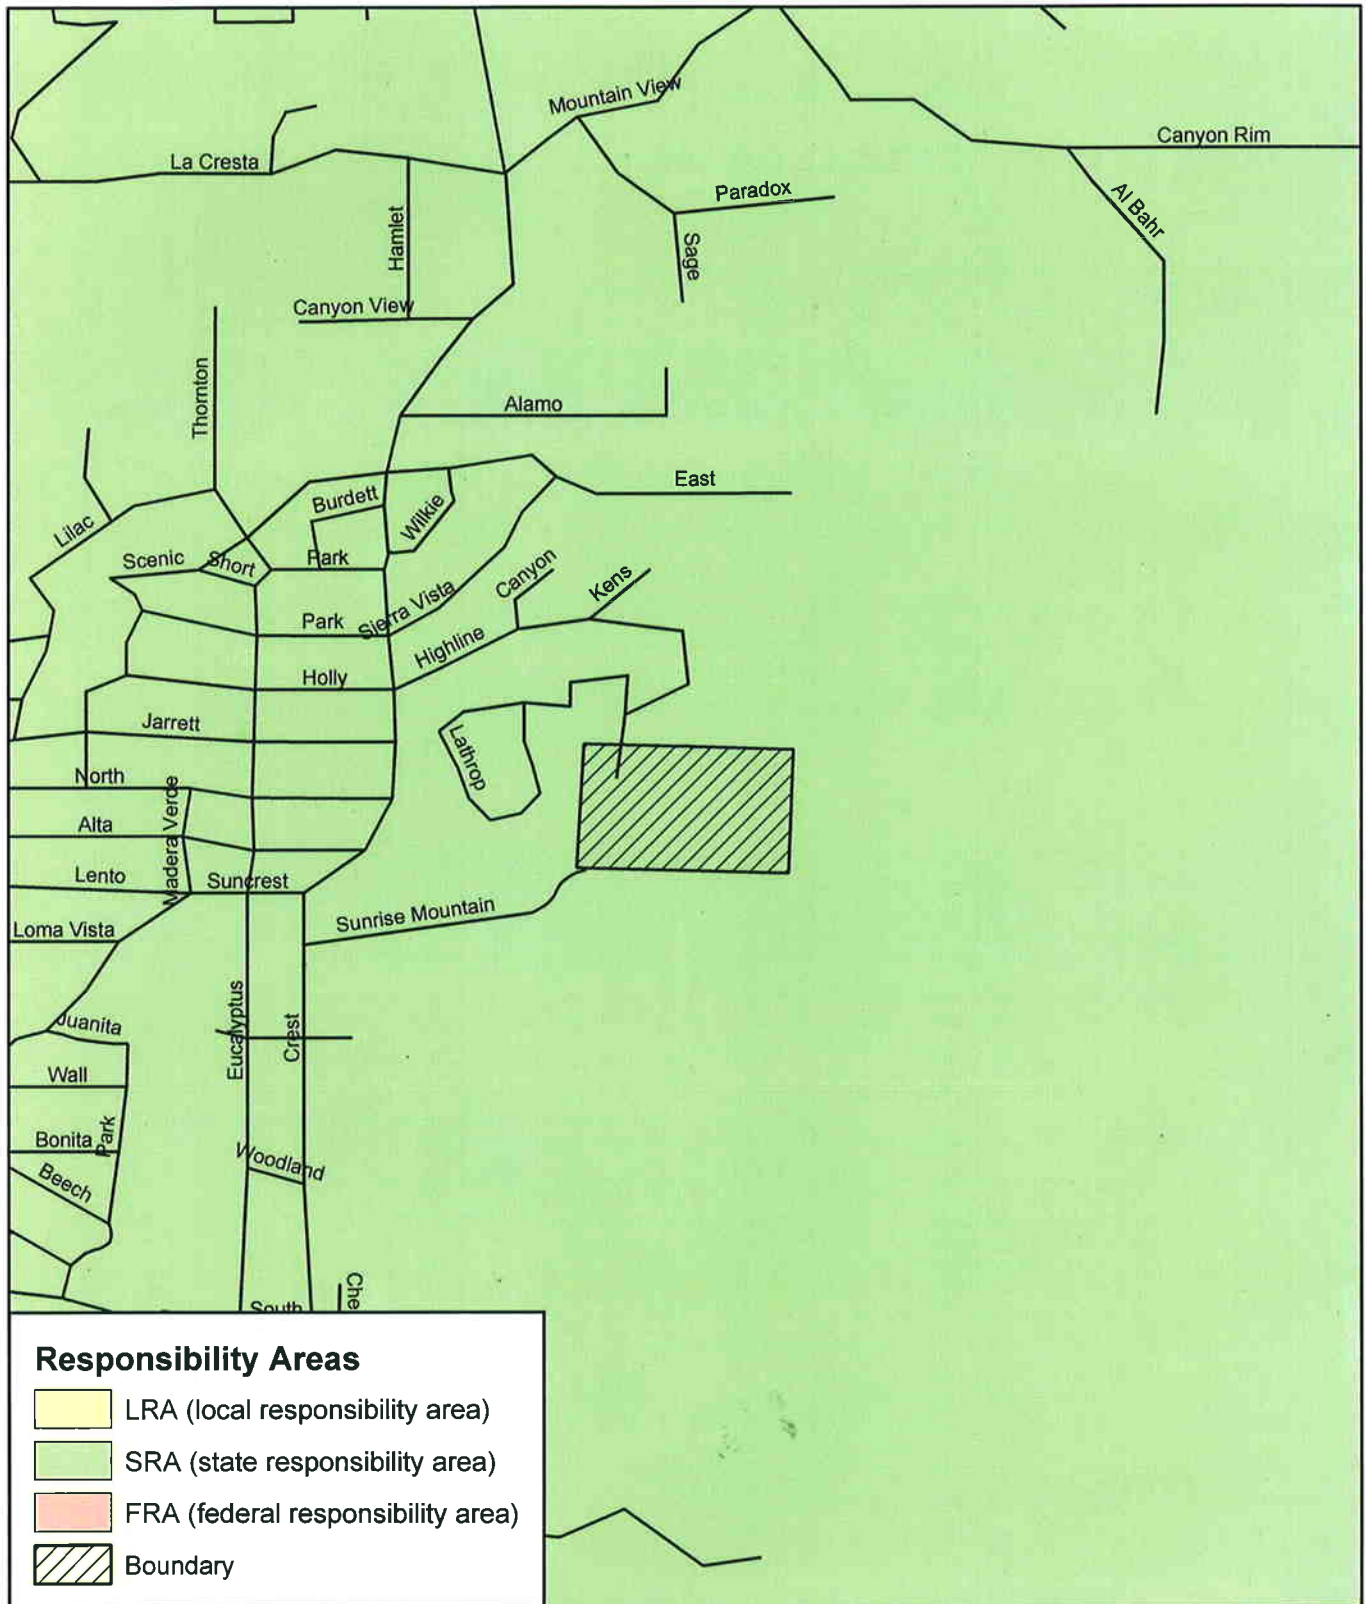 Mountain View
Canyon Rim
La Cresta
Paradox
Al Bahr
Hamlet
Sage
Canyon View
Thornton
Alamo
East
Burdett
Wilkie
Lilac
Scenic
Short
Park
Canyon
Kens
Sierra Vista
Park
Highline
Holly
Jarrett
Lathrop
North
Madera Verde
Alta
Lento
Suncrest
Sunrise Mountain
Loma Vista
Eucalyptus
Crest
Juanita
Wall
Park
Bonita
Woodland
Beech
Che
South
Responsibility Areas
LRA (local responsibility area)
SRA (state responsibility area)
FRA (federal responsibility area)
Boundary